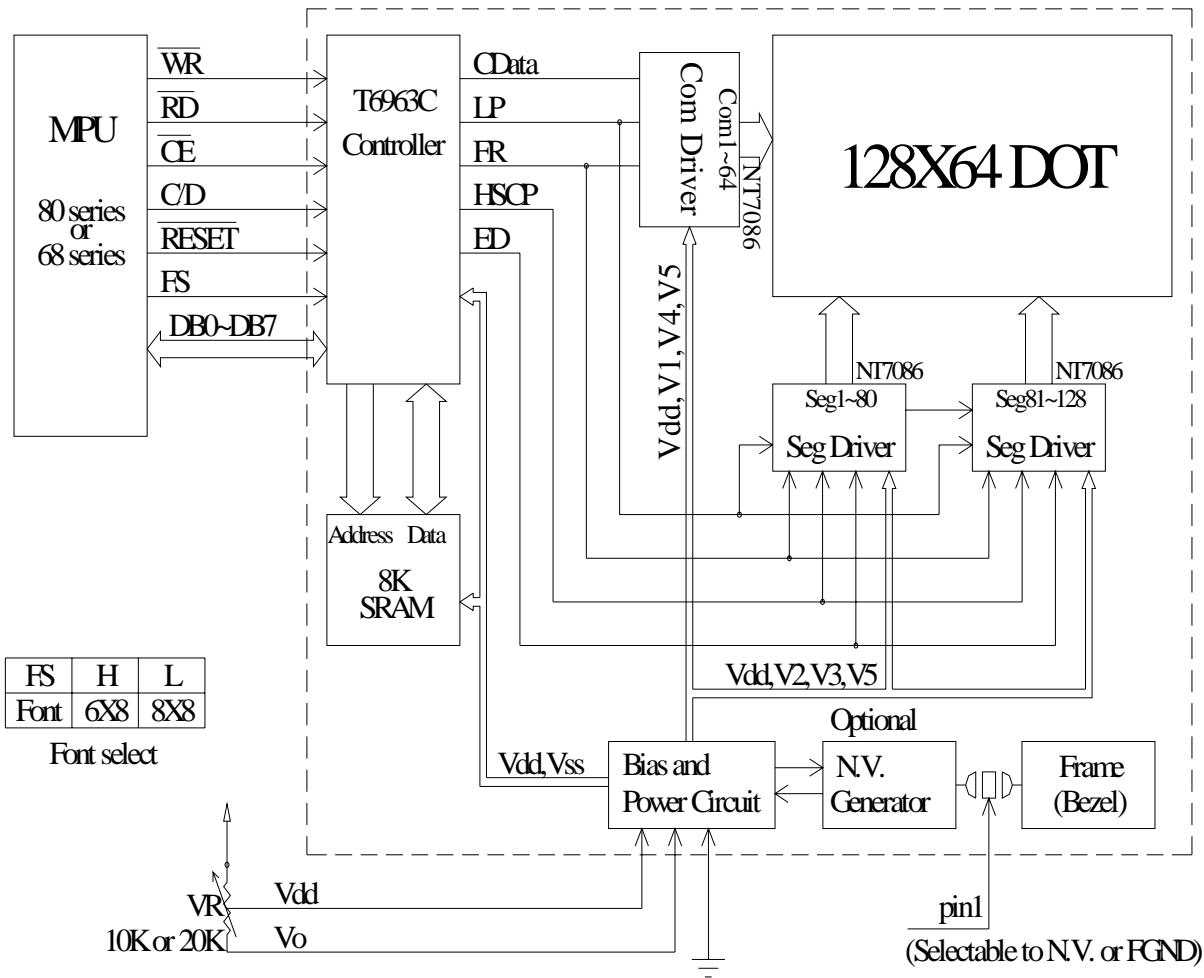 MPU
80 series
or
68 series
WR
RD
CE
C/D
RESET
FS
DB0~DB7
T6963C
Controller
CData
LP
FR
HSCP
ED
Com Driver
Com1~64
NT7086
128X64 DOT
Vdd, V1, V4, V5
NT7086
Seg1~80
Seg Driver
NT7086
Seg81~128
Seg Driver
Address Data
8K
SRAM
FS H L
Font 6X8 8X8
Font select
Vdd,V2,V3,V5
Optional
Vdd,Vss
Bias and
Power Circuit
N.V.
Generator
Frame
(Bezel)
VR
10K or 20K
Vdd
Vo
pin1
(Selectable to N.V. or FGND)